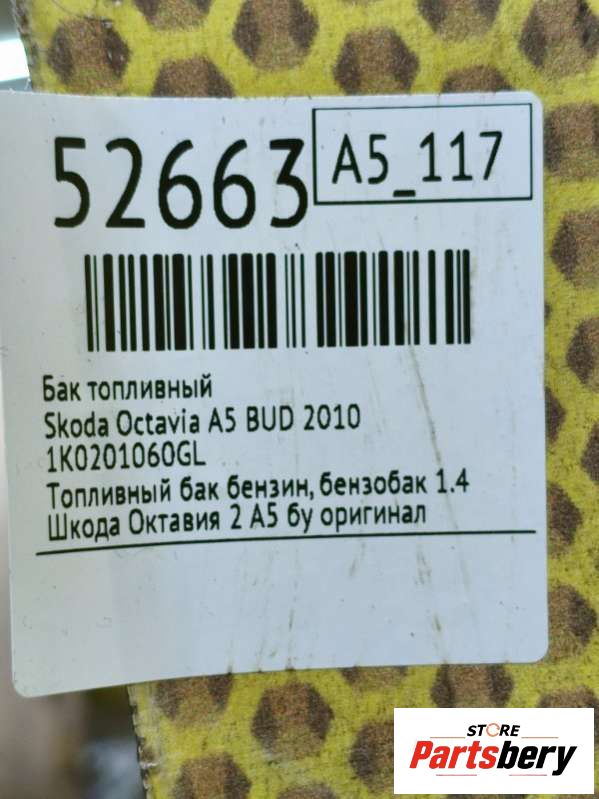 52663
A5_117
Бак топливный
Skoda Octavia A5 BUD 2010
1K0201060GL
Топливный бак бензин, бензобак 1.4
Шкода Октавия 2 А5 бу оригинал
STORE
Partsbery